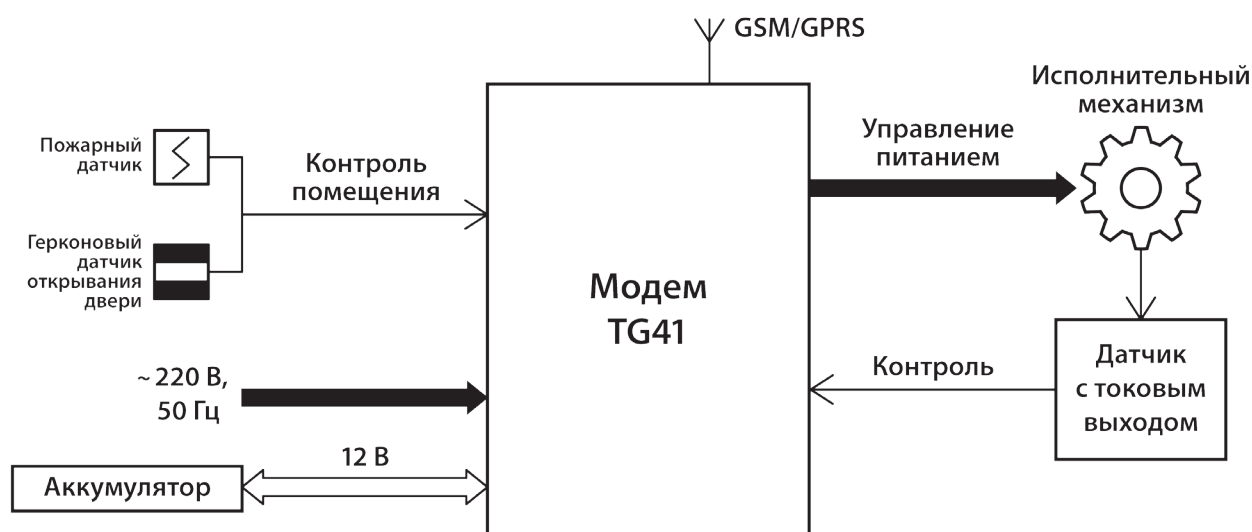 GSM/GPRS
Исполнительный
механизм
Управление
питанием
Пожарный
датчик
Контроль
помещения
Герконовый
датчик
открывания
двери
Модем
TG41
~ 220 В,
50 Гц
Контроль
Датчик
с токовым
выходом
12 В
Аккумулятор